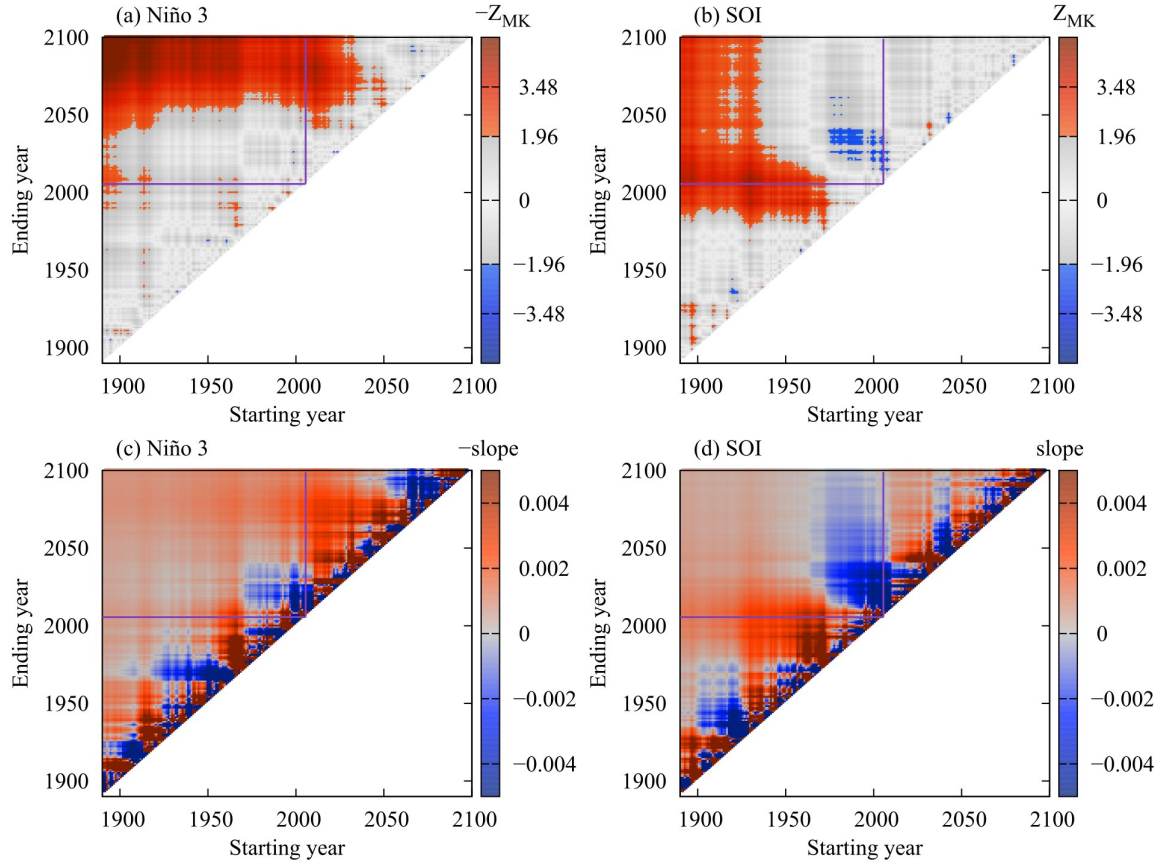 (a) Niño 3
−Z_MK
2100
2050
2000
1950
1900
Ending year
1900 1950 2000 2050 2100
Starting year
3.48
1.96
0
−1.96
−3.48
(b) SOI
Z_MK
2100
2050
2000
1950
1900
Ending year
1900 1950 2000 2050 2100
Starting year
3.48
1.96
0
−1.96
−3.48
(c) Niño 3
−slope
2100
2050
2000
1950
1900
Ending year
1900 1950 2000 2050 2100
Starting year
0.004
0.002
0
−0.002
−0.004
(d) SOI
slope
2100
2050
2000
1950
1900
Ending year
1900 1950 2000 2050 2100
Starting year
0.004
0.002
0
−0.002
−0.004